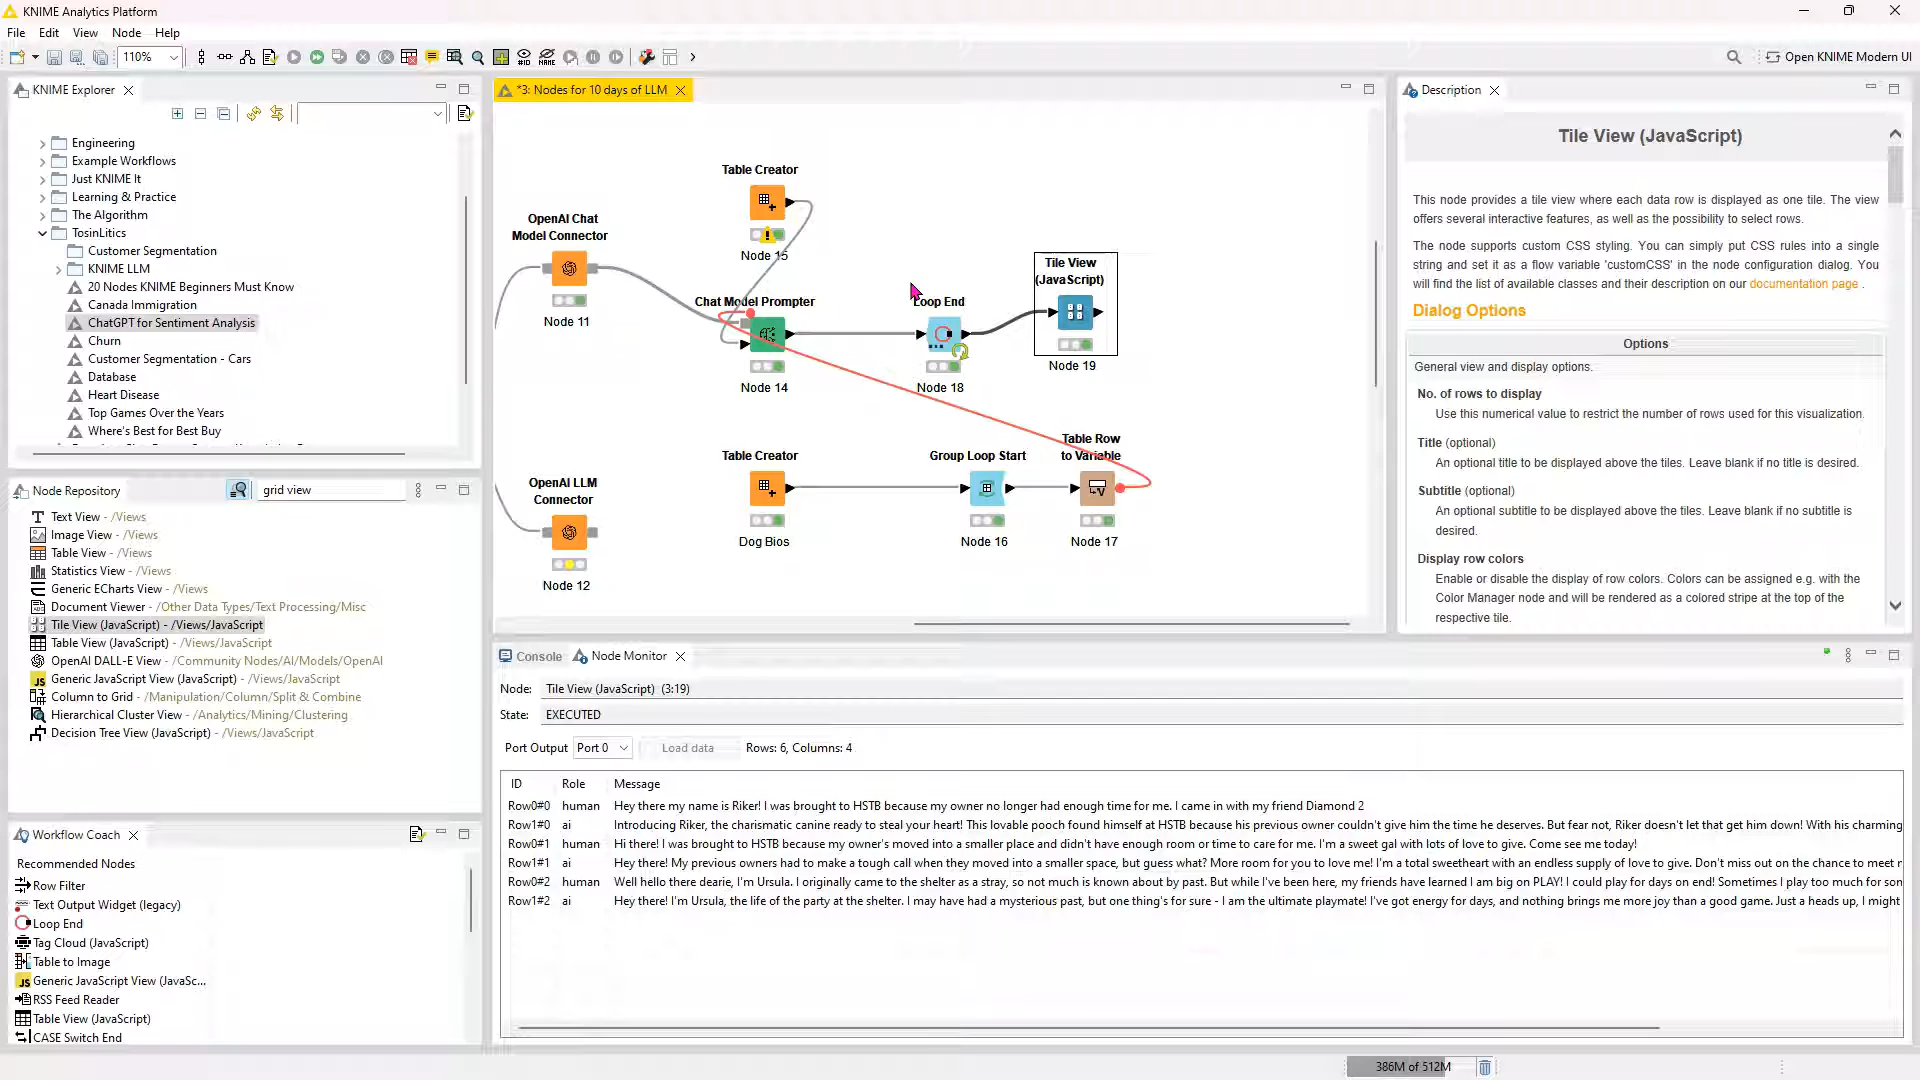 KNIME Analytics Platform
File Edit View Node Help
110%
Open KNIME Modern UI
KNIME Explorer
Engineering
Example Workflows
Just KNIME It
Learning & Practice
The Algorithm
TosinLitics
Customer Segmentation
KNIME LLM
20 Nodes KNIME Beginners Must Know
Canada Immigration
ChatGPT for Sentiment Analysis
Churn
Customer Segmentation - Cars
Database
Heart Disease
Top Games Over the Years
Where's Best for Best Buy
Node Repository
grid view
Text View - /Views
Image View - /Views
Table View - /Views
Statistics View - /Views
Generic ECharts View - /Views
Document Viewer - /Other Data Types/Text Processing/Misc
Tile View (JavaScript) - /Views/JavaScript
Table View (JavaScript) - /Views/JavaScript
OpenAI DALL-E View - /Community Nodes/AI/Models/OpenAI
Generic JavaScript View (JavaScript) - /Views/JavaScript
Column to Grid - /Manipulation/Column/Split & Combine
Hierarchical Cluster View - /Analytics/Mining/Clustering
Decision Tree View (JavaScript) - /Views/JavaScript
Workflow Coach
Recommended Nodes
Row Filter
Text Output Widget (legacy)
Loop End
Tag Cloud (JavaScript)
Table to Image
Generic JavaScript View (JavaSc...
RSS Feed Reader
Table View (JavaScript)
CASE Switch End
*3: Nodes for 10 days of LLM
Table Creator
Node 15
OpenAI Chat
Model Connector
Node 11
Chat Model Prompter
Node 14
Loop End
Node 18
Tile View
(JavaScript)
Node 19
OpenAI LLM
Connector
Node 12
Table Creator
Dog Bios
Group Loop Start
Node 16
Table Row
to Variable
Node 17
Description
Tile View (JavaScript)
This node provides a tile view where each data row is displayed as one tile. The view
offers several interactive features, as well as the possibility to select rows.
The node supports custom CSS styling. You can simply put CSS rules into a single
string and set it as a flow variable 'customCSS' in the node configuration dialog. You
will find the list of available classes and their description on our documentation page .
Dialog Options
Options
General view and display options.
No. of rows to display
Use this numerical value to restrict the number of rows used for this visualization.
Title (optional)
An optional title to be displayed above the tiles. Leave blank if no title is desired.
Subtitle (optional)
An optional subtitle to be displayed above the tiles. Leave blank if no subtitle is
desired.
Display row colors
Enable or disable the display of row colors. Colors can be assigned e.g. with the
Color Manager node and will be rendered as a colored stripe at the top of the
respective tile.
Console Node Monitor
Node: Tile View (JavaScript) (3:19)
State: EXECUTED
Port Output Port 0 Load data Rows: 6, Columns: 4
ID Role Message
Row0#0 human Hey there my name is Riker! I was brought to HSTB because my owner no longer had enough time for me. I came in with my friend Diamond 2
Row1#0 ai Introducing Riker, the charismatic canine ready to steal your heart! This lovable pooch found himself at HSTB because his previous owner couldn't give him the time he deserves. But fear not, Riker doesn't let that get him down! With his charming
Row0#1 human Hi there! I was brought to HSTB because my owner's moved into a smaller place and didn't have enough room or time to care for me. I'm a sweet gal with lots of love to give. Come see me today!
Row1#1 ai Hey there! My previous owners had to make a tough call when they moved into a smaller space, but guess what? More room for you to love me! I'm a total sweetheart with an endless supply of love to give. Don't miss out on the chance to meet
Row0#2 human Well hello there dearie, I'm Ursula. I originally came to the shelter as a stray, so not much is known about by past. But while I've been here, my friends have learned I am big on PLAY! I could play for days on end! Sometimes I play too much for
Row1#2 ai Hey there! I'm Ursula, the life of the party at the shelter. I may have had a mysterious past, but one thing's for sure - I am the ultimate playmate! I've got energy for days, and nothing brings me more joy than a good game. Just a heads up, I might
386M of 512M